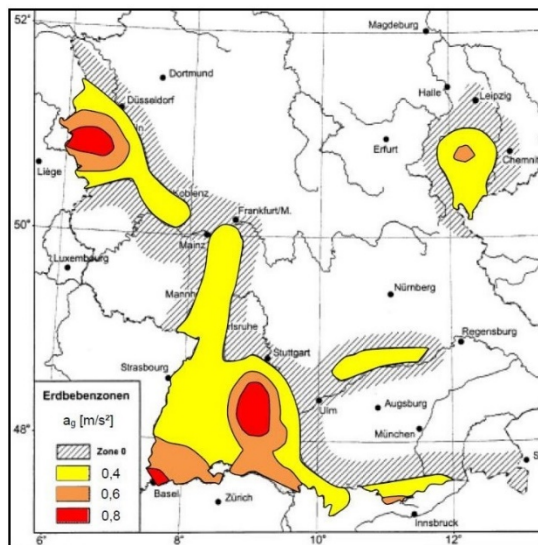 52°
Magdeburg
Dortmund
Halle
Leipzig
Düsseldorf
Erfurt
Chemnitz
Liège
Koblenz
Frankfurt/M.
50°
Mainz
Luxembourg
Nürnberg
Regensburg
Stuttgart
Strasbourg
Ulm
Augsburg
München
Erdbebenzonen
ag [m/s²]
Zone 0
0,4
0,6
0,8
48°
Basel
Zürich
Innsbruck
6°
8°
10°
12°